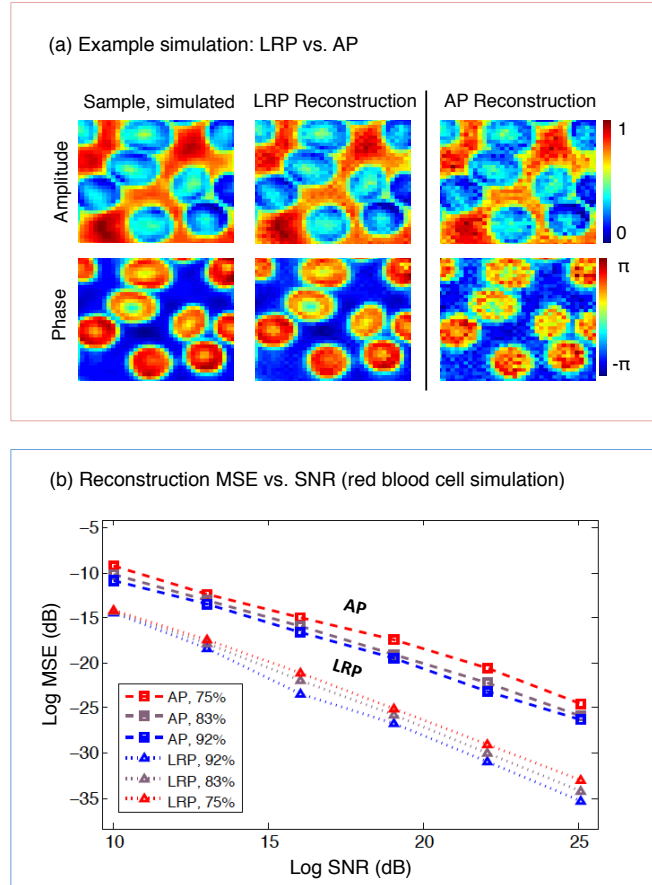 (a) Example simulation: LRP vs. AP
Sample, simulated
LRP Reconstruction
AP Reconstruction
Amplitude
1
0
Phase
π
-π
(b) Reconstruction MSE vs. SNR (red blood cell simulation)
Log MSE (dB)
−5
−10
−15
−20
−25
−30
−35
AP
LRP
AP, 75%
AP, 83%
AP, 92%
LRP, 92%
LRP, 83%
LRP, 75%
10
15
20
25
Log SNR (dB)